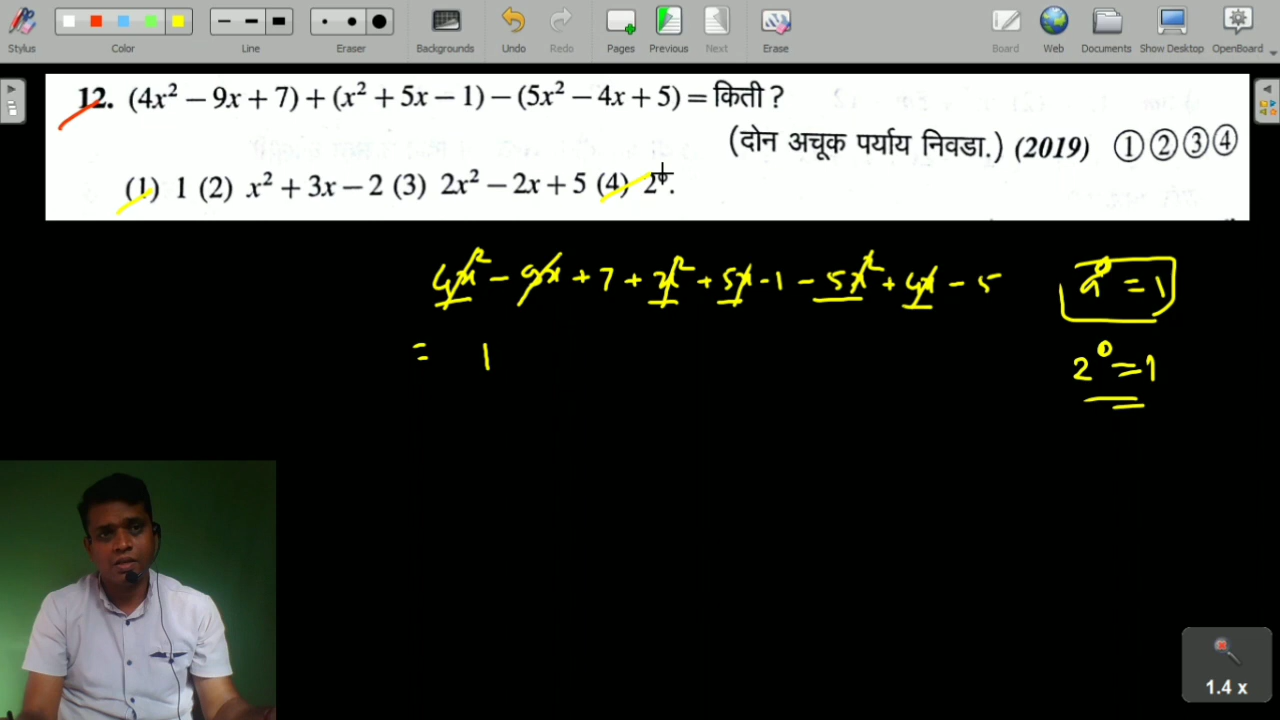 Stylus
Color
Line
Eraser
Backgrounds
Undo
Redo
Pages
Previous
Next
Erase
Board
Web
Documents
Show Desktop
OpenBoard
12. (4x² − 9x + 7) + (x² + 5x − 1) − (5x² − 4x + 5) = किती ?
(दोन अचूक पर्याय निवडा.) (2019) ① ② ③ ④
(1) 1 (2) x² + 3x − 2 (3) 2x² − 2x + 5 (4) 2⁰.
4x² − 9x + 7 + x² + 5x - 1 − 5x² + 4x − 5
a⁰ = 1
= 1
2⁰ = 1
1.4 x